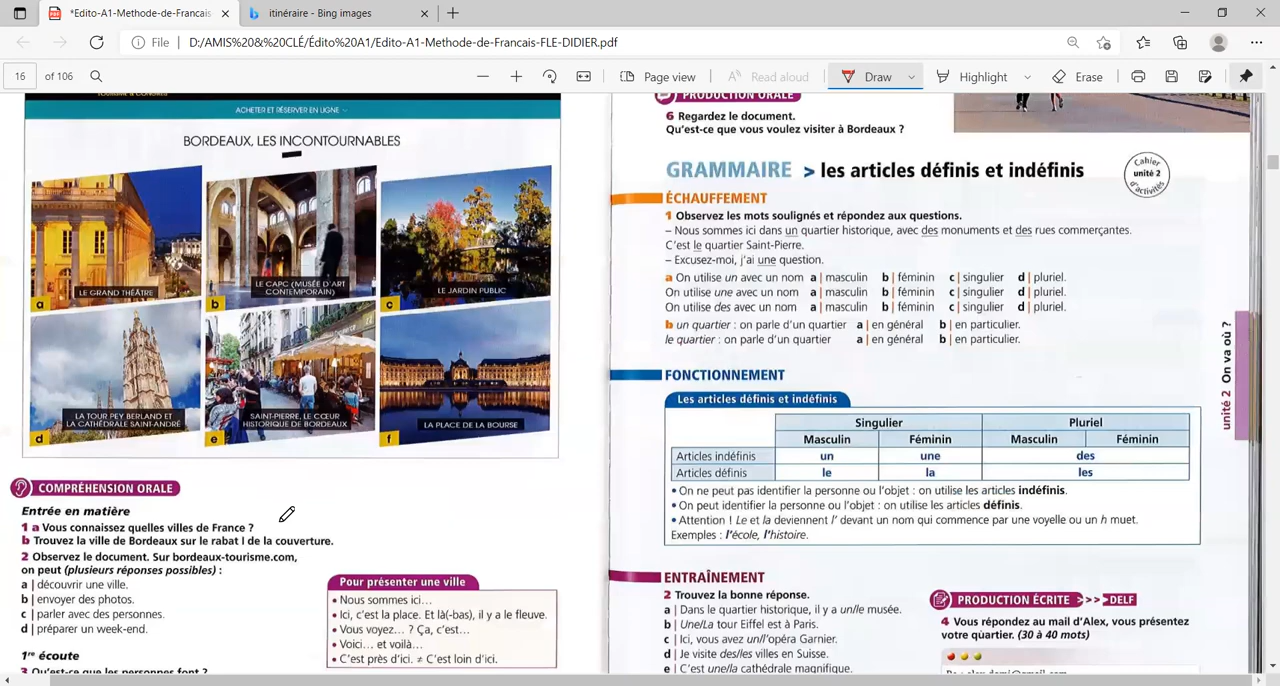 *Edito-A1-Methode-de-Francais
itinéraire - Bing images
File
D:/AMIS%20&%20CLÉ/Édito%20A1/Edito-A1-Methode-de-Francais-FLE-DIDIER.pdf
16 of 106
Page view
Read aloud
Draw
Highlight
Erase
TOURISME & CONGRÈS
ACHETER ET RÉSERVER EN LIGNE
BORDEAUX, LES INCONTOURNABLES
a
LE GRAND THÉÂTRE
b
LE CAPC (MUSÉE D'ART
CONTEMPORAIN)
c
LE JARDIN PUBLIC
d
LA TOUR PEY BERLAND ET
LA CATHÉDRALE SAINT-ANDRÉ
e
SAINT-PIERRE, LE CŒUR
HISTORIQUE DE BORDEAUX
f
LA PLACE DE LA BOURSE
COMPRÉHENSION ORALE
Entrée en matière
1 a Vous connaissez quelles villes de France ?
b Trouvez la ville de Bordeaux sur le rabat I de la couverture.
2 Observez le document. Sur bordeaux-tourisme.com,
on peut (plusieurs réponses possibles) :
a | découvrir une ville.
b | envoyer des photos.
c | parler avec des personnes.
d | préparer un week-end.
1re écoute
3 Qu'est-ce que les personnes font ?
Pour présenter une ville
• Nous sommes ici…
• Ici, c'est la place. Et là(-bas), il y a le fleuve.
• Vous voyez… ? Ça, c'est…
• Voici… et voilà…
• C'est près d'ici. ≠ C'est loin d'ici.
PRODUCTION ORALE
6 Regardez le document.
Qu'est-ce que vous voulez visiter à Bordeaux ?
GRAMMAIRE > les articles définis et indéfinis
Cahier
unité 2
d'activités
ÉCHAUFFEMENT
1 Observez les mots soulignés et répondez aux questions.
– Nous sommes ici dans un quartier historique, avec des monuments et des rues commerçantes.
C'est le quartier Saint-Pierre.
– Excusez-moi, j'ai une question.
a On utilise un avec un nom a | masculin b | féminin c | singulier d | pluriel.
On utilise une avec un nom a | masculin b | féminin c | singulier d | pluriel.
On utilise des avec un nom a | masculin b | féminin c | singulier d | pluriel.
b un quartier : on parle d'un quartier a | en général b | en particulier.
le quartier : on parle d'un quartier a | en général b | en particulier.
FONCTIONNEMENT
Les articles définis et indéfinis
Singulier Pluriel
Masculin Féminin Masculin Féminin
Articles indéfinis un une des
Articles définis le la les
• On ne peut pas identifier la personne ou l'objet : on utilise les articles indéfinis.
• On peut identifier la personne ou l'objet : on utilise les articles définis.
• Attention ! Le et la deviennent l' devant un nom qui commence par une voyelle ou un h muet.
Exemples : l'école, l'histoire.
ENTRAÎNEMENT
2 Trouvez la bonne réponse.
a | Dans le quartier historique, il y a un/le musée.
b | Une/La tour Eiffel est à Paris.
c | Ici, vous avez un/l'opéra Garnier.
d | Je visite des/les villes en Suisse.
e | C'est une/la cathédrale magnifique.
PRODUCTION ÉCRITE >>> DELF
4 Vous répondez au mail d'Alex, vous présentez
votre quartier. (30 à 40 mots)
unité 2 On va où ?